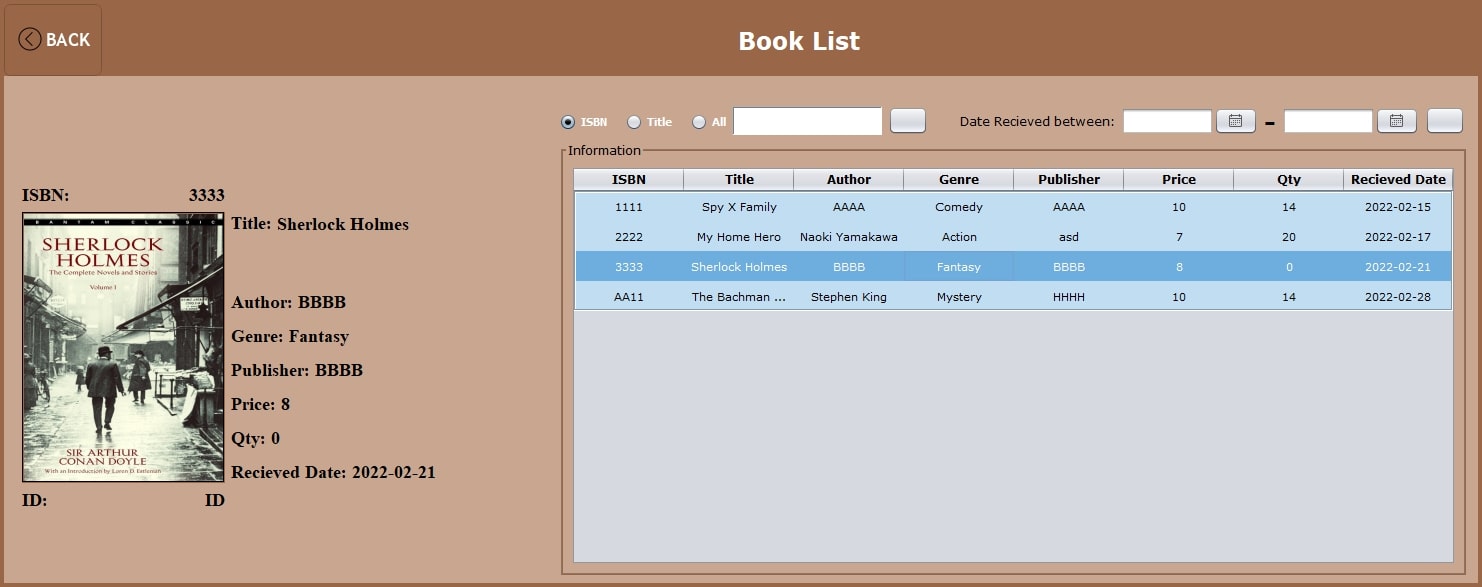 BACK
Book List
ISBN Title All Date Recieved between: –
Information
ISBN Title Author Genre Publisher Price Qty Recieved Date
1111 Spy X Family AAAA Comedy AAAA 10 14 2022-02-15
2222 My Home Hero Naoki Yamakawa Action asd 7 20 2022-02-17
3333 Sherlock Holmes BBBB Fantasy BBBB 8 0 2022-02-21
AA11 The Bachman ... Stephen King Mystery HHHH 10 14 2022-02-28
ISBN: 3333
BANTAM CLASSIC
SHERLOCK
HOLMES
The Complete Novels and Stories
Volume I
SIR ARTHUR
CONAN DOYLE
With an Introduction by Loren D. Estleman
Title: Sherlock Holmes
Author: BBBB
Genre: Fantasy
Publisher: BBBB
Price: 8
Qty: 0
Recieved Date: 2022-02-21
ID: ID